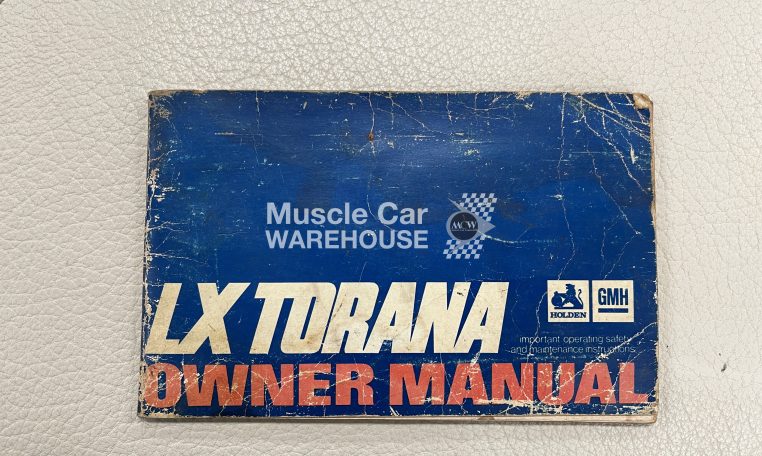 Muscle Car
WAREHOUSE
MCW
LX TORANA
HOLDEN
GMH
important operating safety
and maintenance instructions
OWNER MANUAL